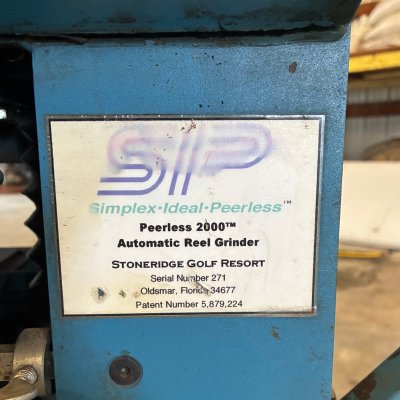 SIP
Simplex•Ideal•Peerless™
Peerless 2000™
Automatic Reel Grinder
STONERIDGE GOLF RESORT
Serial Number 271
Oldsmar, Florida 34677
Patent Number 5,879,224